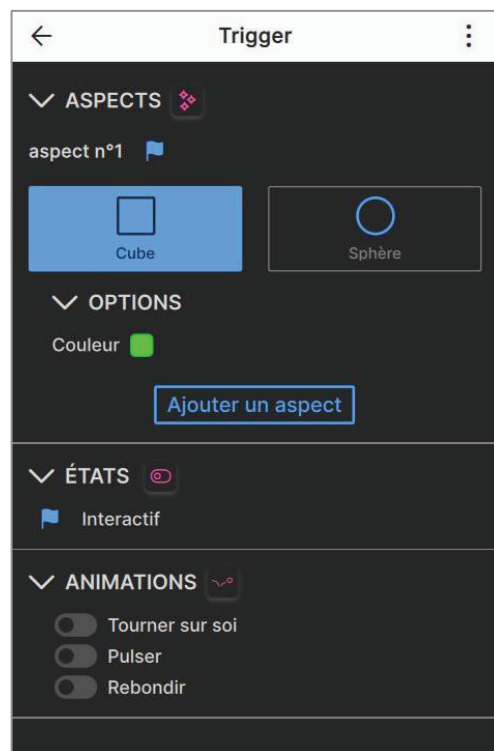 Trigger
ASPECTS
aspect n°1
Cube
Sphère
OPTIONS
Couleur
Ajouter un aspect
ÉTATS
Interactif
ANIMATIONS
Tourner sur soi
Pulser
Rebondir